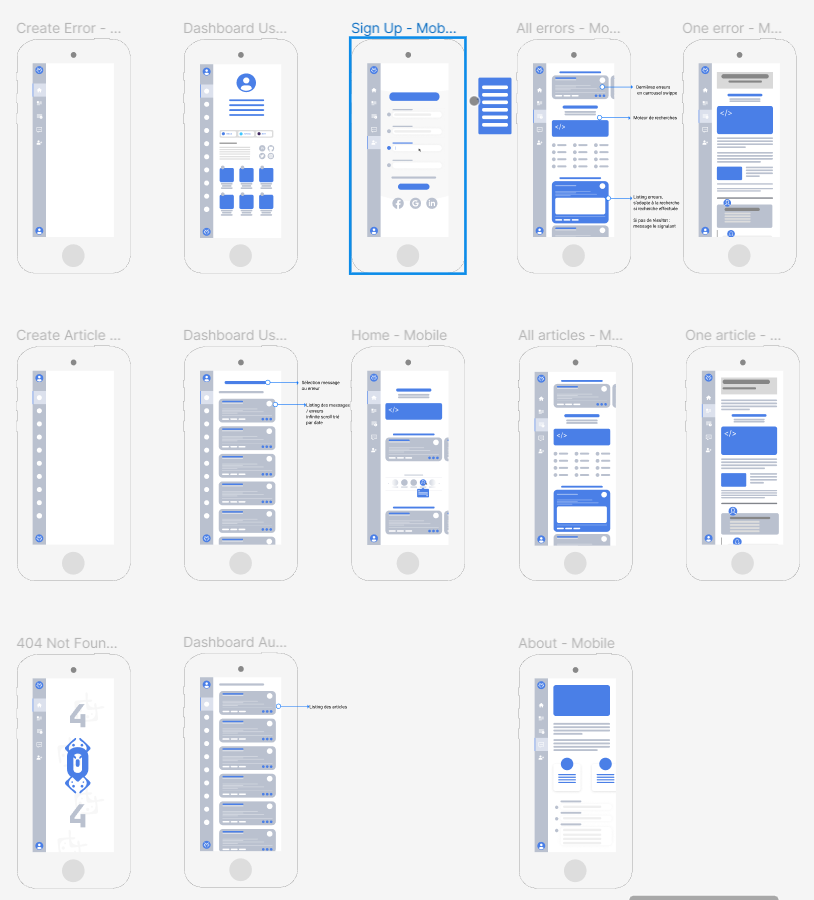 Create Error - ...
Dashboard Us...
Sign Up - Mob...
All errors - Mo...
One error - M...
Dernières erreurs
en carrousel swippe
Moteur de recherches
</>
</>
Listing erreurs,
s'adapte à la recherche
si recherche effectuée
Si pas de résultat :
message le signalant
Create Article ...
Dashboard Us...
Home - Mobile
All articles - M...
One article - ...
Sélection message
ou erreur
Listing des messages
/ erreurs
infinite scroll trié
par date
</>
</>
</>
404 Not Foun...
Dashboard Au...
About - Mobile
4
0
4
Listing des articles